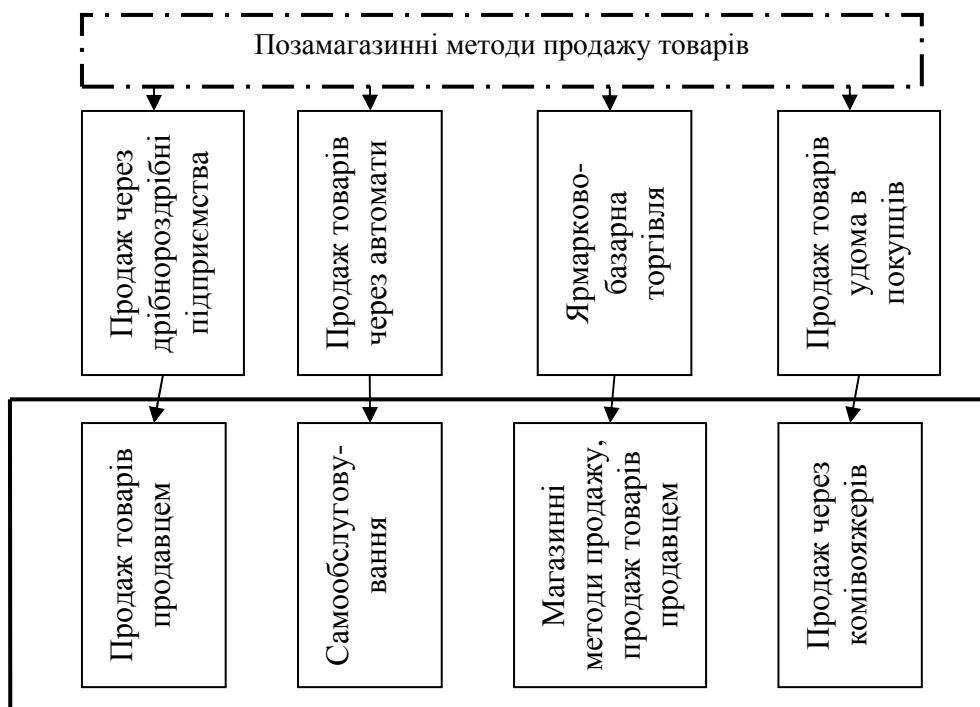 Позамагазинні методи продажу товарів
Продаж через
дрібнороздрібні
підприємства
Продаж товарів
через автомати
Ярмарково-
базарна
торгівля
Продаж товарів
удома в
покупців
Продаж товарів
продавцем
Самообслугову-
вання
Магазинні
методи продажу,
продаж товарів
продавцем
Продаж через
комівояжерів